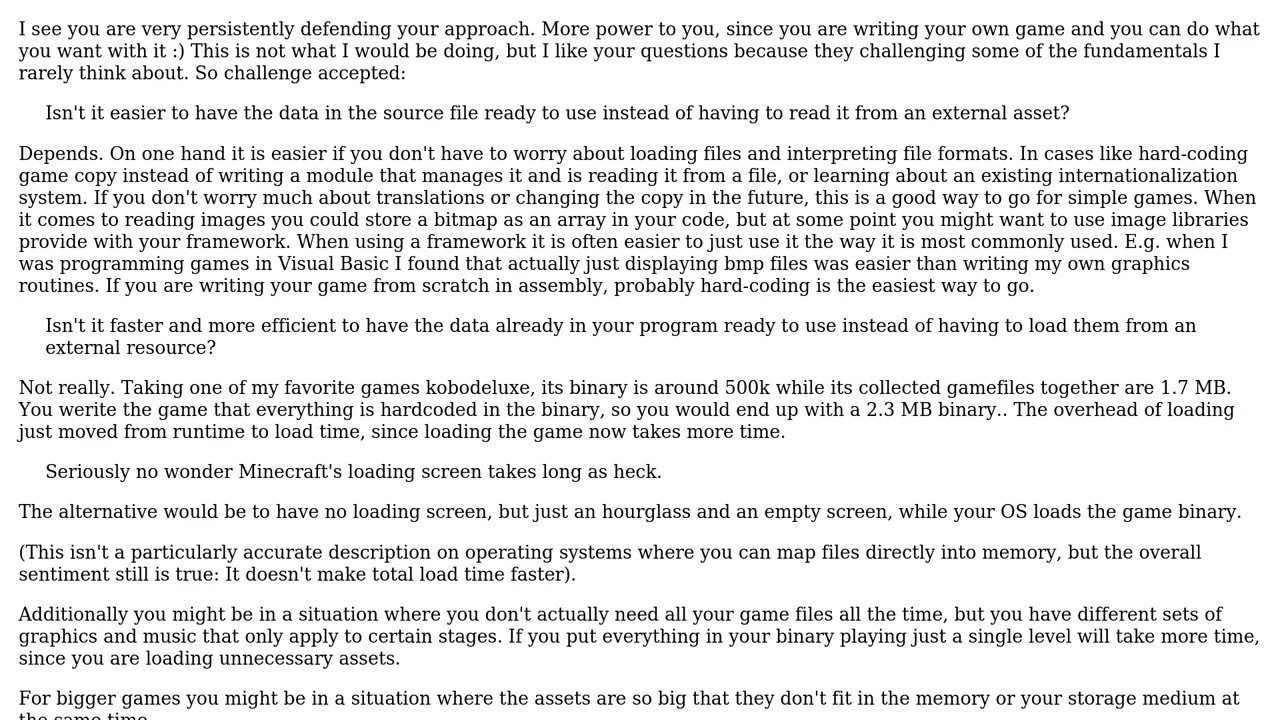 I see you are very persistently defending your approach. More power to you, since you are writing your own game and you can do what
you want with it :) This is not what I would be doing, but I like your questions because they challenging some of the fundamentals I
rarely think about. So challenge accepted:
Isn't it easier to have the data in the source file ready to use instead of having to read it from an external asset?
Depends. On one hand it is easier if you don't have to worry about loading files and interpreting file formats. In cases like hard-coding
game copy instead of writing a module that manages it and is reading it from a file, or learning about an existing internationalization
system. If you don't worry much about translations or changing the copy in the future, this is a good way to go for simple games. When
it comes to reading images you could store a bitmap as an array in your code, but at some point you might want to use image libraries
provide with your framework. When using a framework it is often easier to just use it the way it is most commonly used. E.g. when I
was programming games in Visual Basic I found that actually just displaying bmp files was easier than writing my own graphics
routines. If you are writing your game from scratch in assembly, probably hard-coding is the easiest way to go.
Isn't it faster and more efficient to have the data already in your program ready to use instead of having to load them from an
external resource?
Not really. Taking one of my favorite games kobodeluxe, its binary is around 500k while its collected gamefiles together are 1.7 MB.
You werite the game that everything is hardcoded in the binary, so you would end up with a 2.3 MB binary.. The overhead of loading
just moved from runtime to load time, since loading the game now takes more time.
Seriously no wonder Minecraft's loading screen takes long as heck.
The alternative would be to have no loading screen, but just an hourglass and an empty screen, while your OS loads the game binary.
(This isn't a particularly accurate description on operating systems where you can map files directly into memory, but the overall
sentiment still is true: It doesn't make total load time faster).
Additionally you might be in a situation where you don't actually need all your game files all the time, but you have different sets of
graphics and music that only apply to certain stages. If you put everything in your binary playing just a single level will take more time,
since you are loading unnecessary assets.
For bigger games you might be in a situation where the assets are so big that they don't fit in the memory or your storage medium at
the same time.